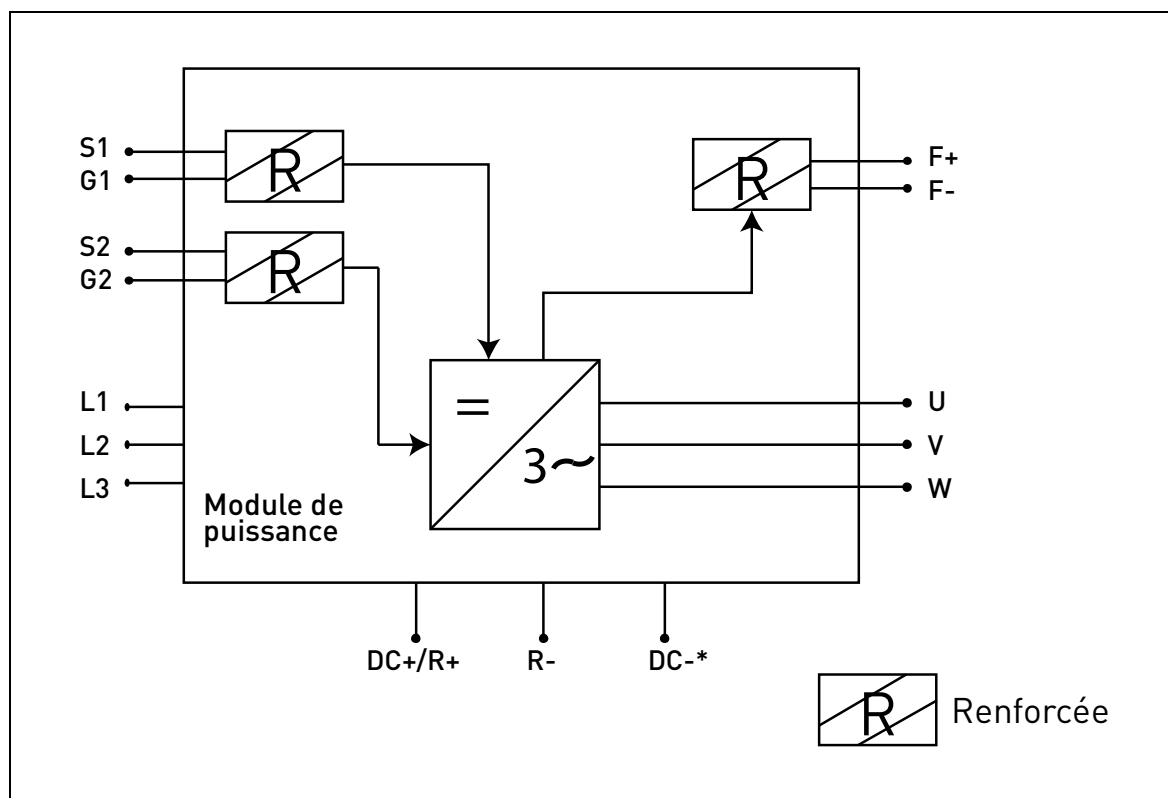 S1
G1
S2
G2
L1
L2
L3
R
R
R
F+
F-
=
3~
U
V
W
Module de
puissance
DC+/R+
R-
DC-*
R
Renforcée